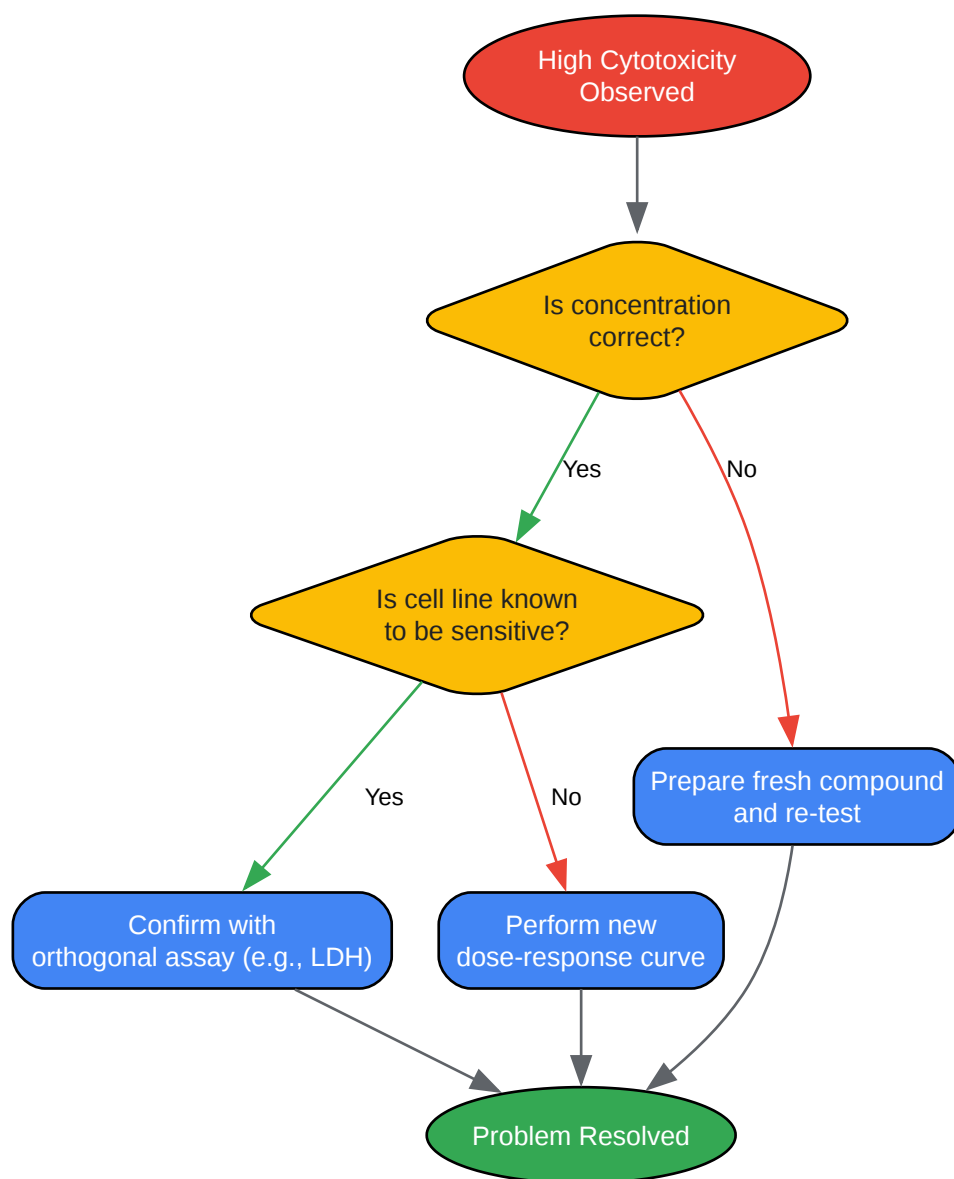 High Cytotoxicity
Observed
Is concentration
correct?
Yes
No
Is cell line known
to be sensitive?
Yes
No
Prepare fresh compound
and re-test
Confirm with
orthogonal assay (e.g., LDH)
Perform new
dose-response curve
Problem Resolved